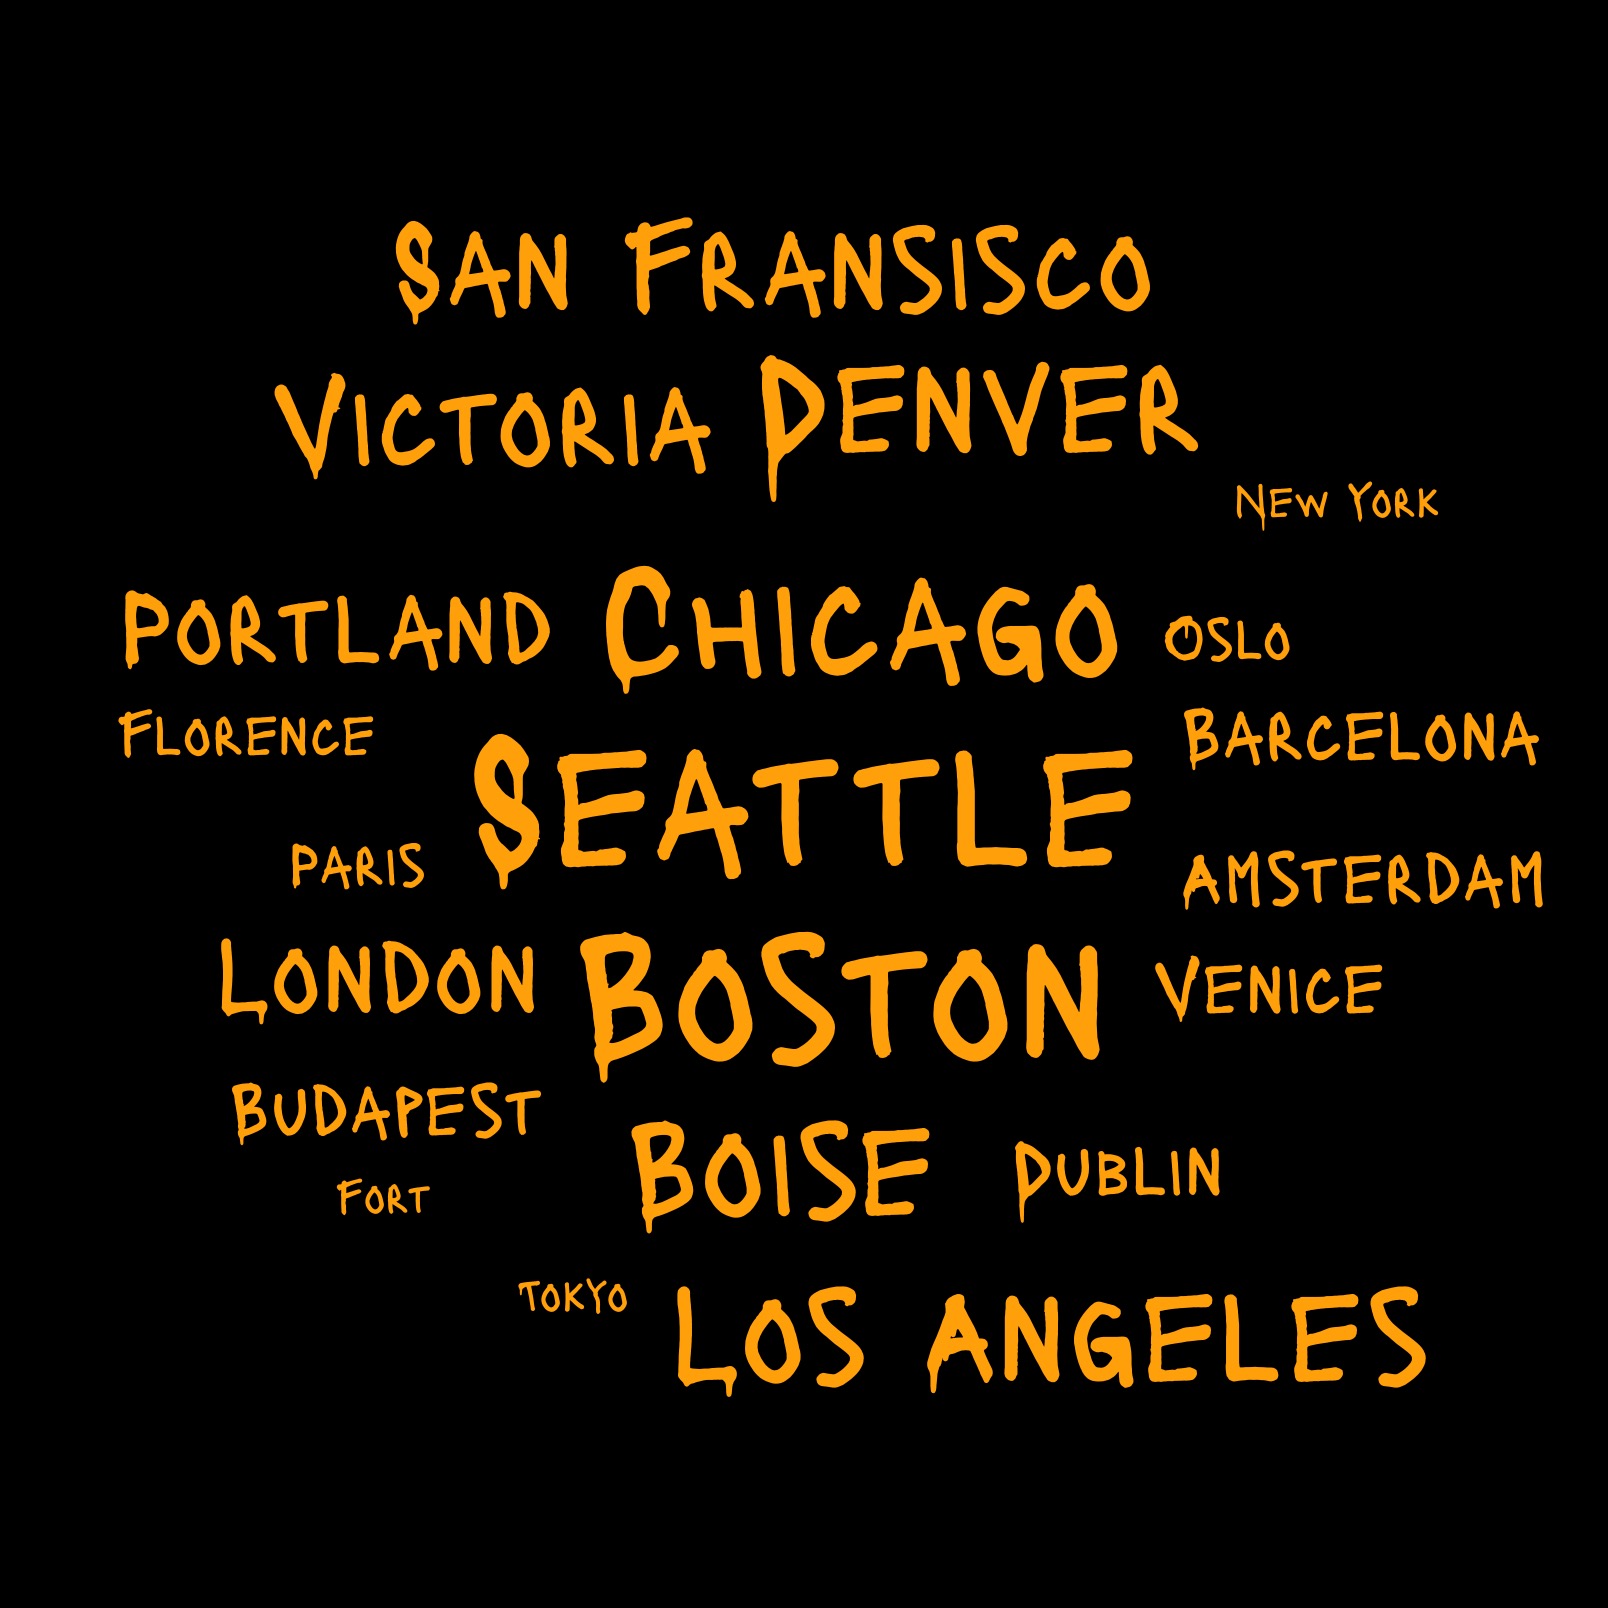 San Fransisco
Victoria Denver
New York
Portland Chicago Oslo
Florence Seattle Barcelona
Paris Amsterdam
London Boston Venice
Budapest Boise Dublin
Fort
Tokyo Los Angeles